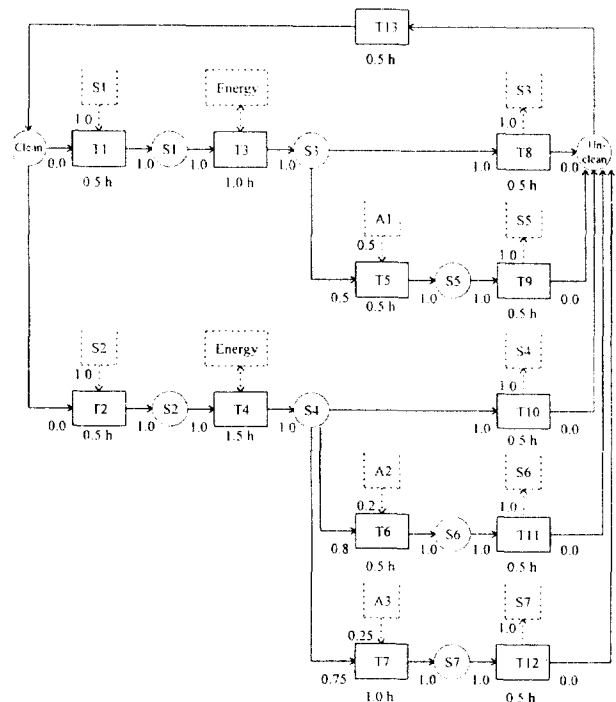 T13
0.5 h
S1
Energy
S3
1.0
1.0
Clean
T1
S1
T3
S3
T8
Un-
clean
0.0
1.0
1.0
1.0
1.0
0.0
0.5 h
1.0 h
0.5 h
A1
S5
0.5
1.0
T5
S5
T9
0.5
1.0
1.0
0.0
0.5 h
0.5 h
S2
Energy
S4
1.0
1.0
T2
S2
T4
S4
T10
0.0
1.0
1.0
1.0
1.0
0.0
0.5 h
1.5 h
0.5 h
A2
S6
0.2
1.0
T6
S6
T11
0.8
1.0
1.0
0.0
0.5 h
0.5 h
A3
S7
0.25
1.0
T7
S7
T12
0.75
1.0
1.0
0.0
1.0 h
0.5 h